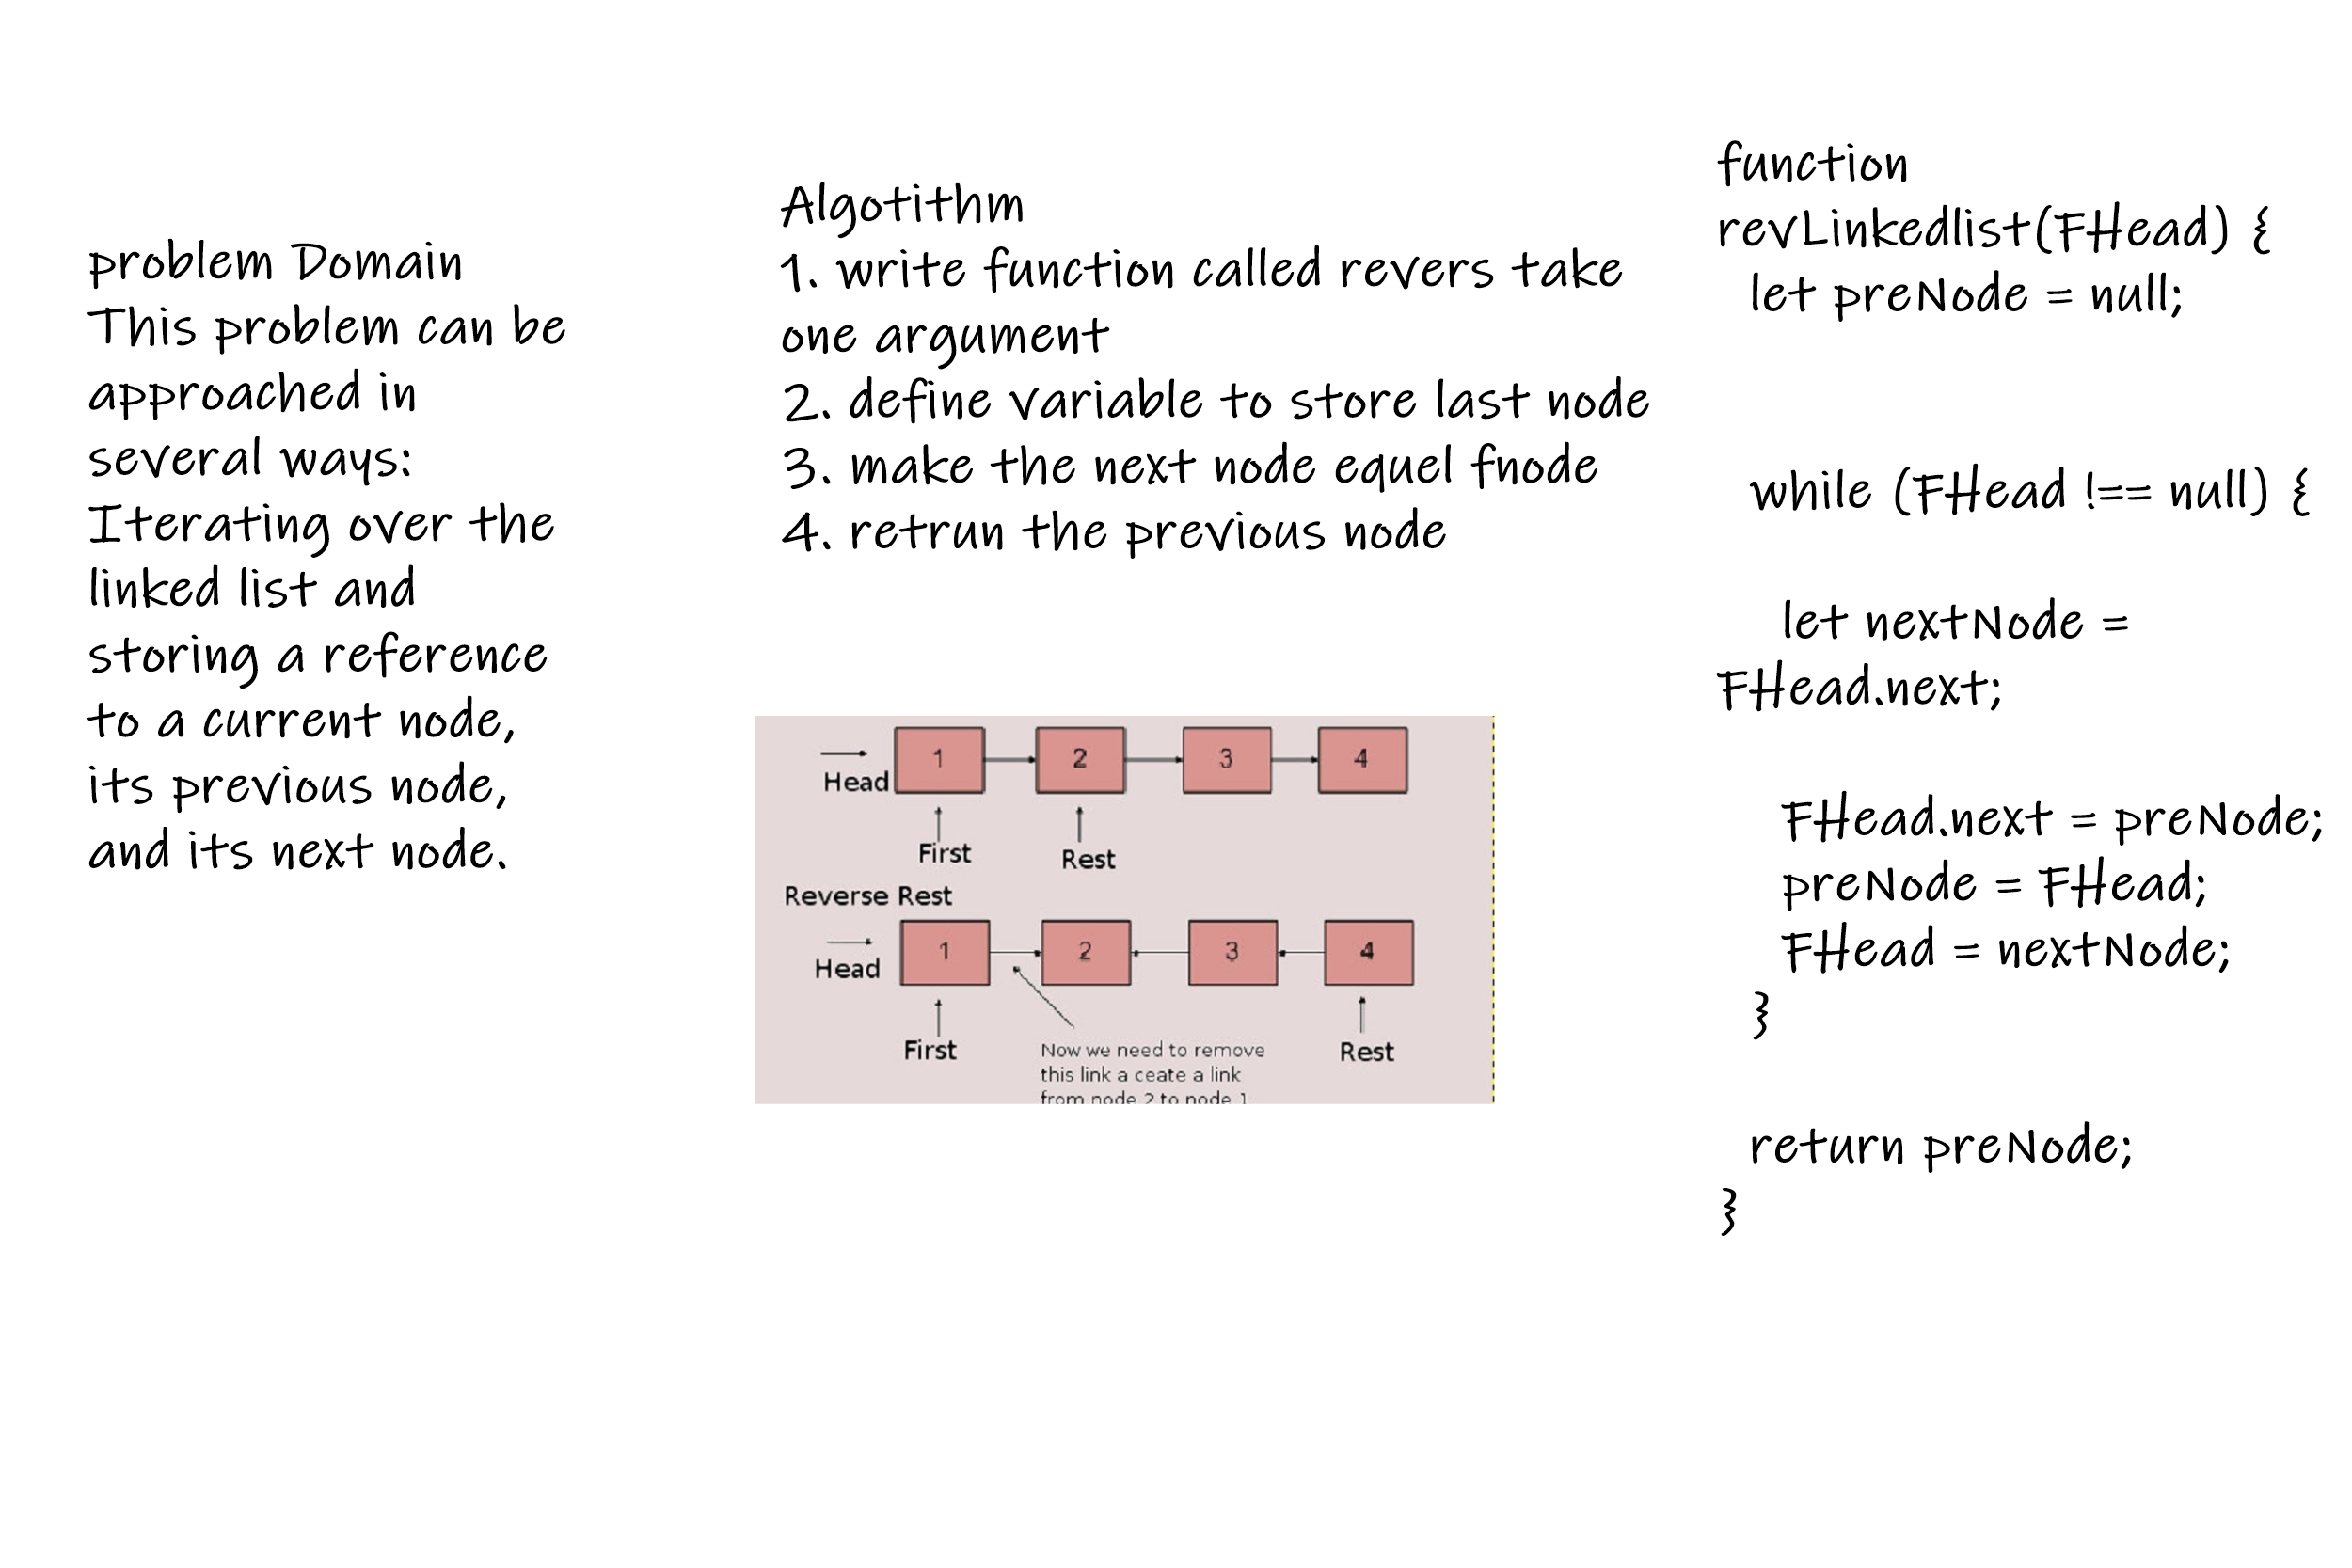 problem Domain
This problem can be
approached in
several ways:
Iterating over the
linked list and
storing a reference
to a current node,
its previous node,
and its next node.
Algotithm
1. write function called revers take
one argument
2. define variable to store last node
3. make the next node equel fnode
4. retrun the previous node
1 2 3 4
Head
First Rest
Reverse Rest
1 2 3 4
Head
First Rest
Now we need to remove
this link a ceate a link
from node 2 to node 1
function
revLinkedlist(FHead) {
let preNode = null;
while (FHead !== null) {
let nextNode =
FHead.next;
FHead.next = preNode;
preNode = FHead;
FHead = nextNode;
}
return preNode;
}